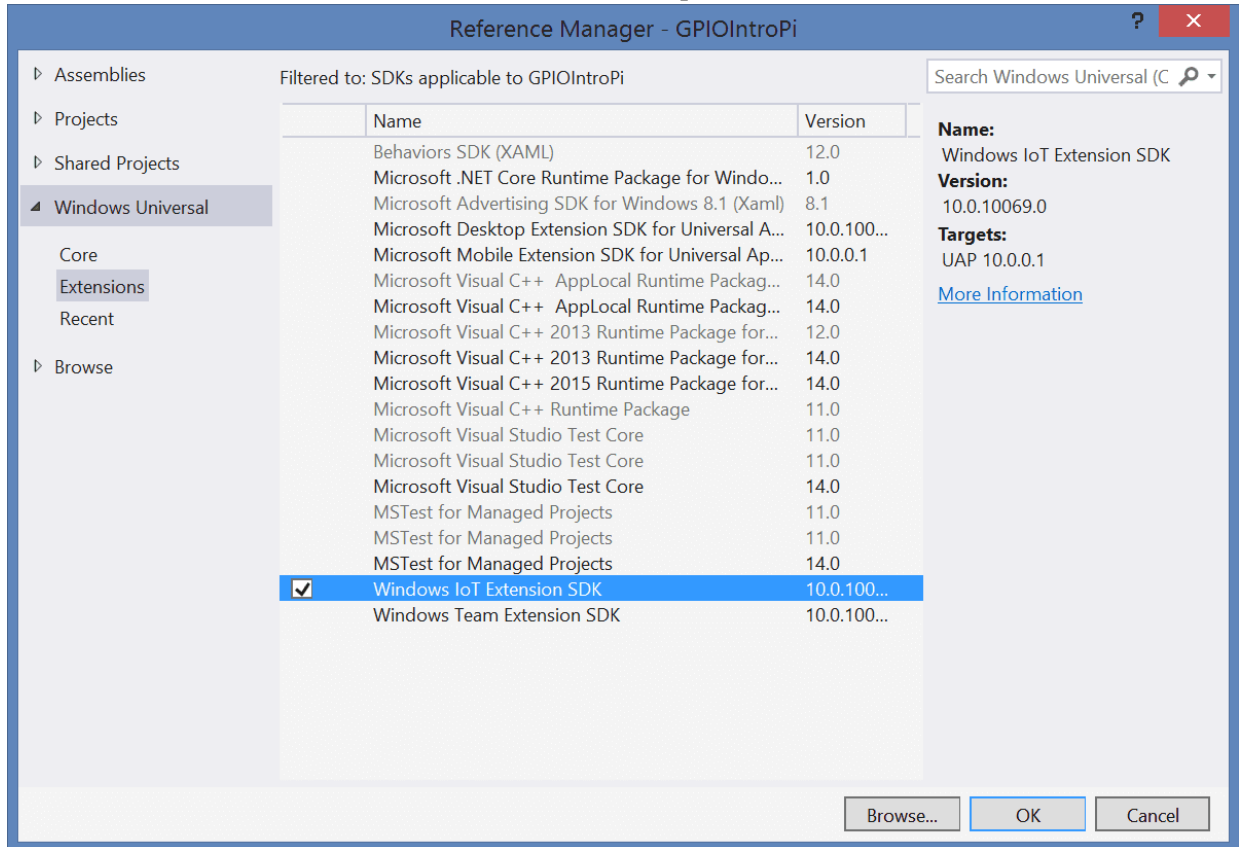 Reference Manager - GPIOIntroPi
?
Assemblies
Projects
Shared Projects
Windows Universal
Core
Extensions
Recent
Browse
Filtered to: SDKs applicable to GPIOIntroPi
Name Version
Behaviors SDK (XAML) 12.0
Microsoft .NET Core Runtime Package for Windo... 1.0
Microsoft Advertising SDK for Windows 8.1 (Xaml) 8.1
Microsoft Desktop Extension SDK for Universal A... 10.0.100...
Microsoft Mobile Extension SDK for Universal Ap... 10.0.0.1
Microsoft Visual C++ AppLocal Runtime Packag... 14.0
Microsoft Visual C++ AppLocal Runtime Packag... 14.0
Microsoft Visual C++ 2013 Runtime Package for... 12.0
Microsoft Visual C++ 2013 Runtime Package for... 14.0
Microsoft Visual C++ 2015 Runtime Package for... 14.0
Microsoft Visual C++ Runtime Package 11.0
Microsoft Visual Studio Test Core 11.0
Microsoft Visual Studio Test Core 11.0
Microsoft Visual Studio Test Core 14.0
MSTest for Managed Projects 11.0
MSTest for Managed Projects 11.0
MSTest for Managed Projects 14.0
Windows IoT Extension SDK 10.0.100...
Windows Team Extension SDK 10.0.100...
Search Windows Universal (C
Name:
Windows IoT Extension SDK
Version:
10.0.10069.0
Targets:
UAP 10.0.0.1
More Information
Browse... OK Cancel